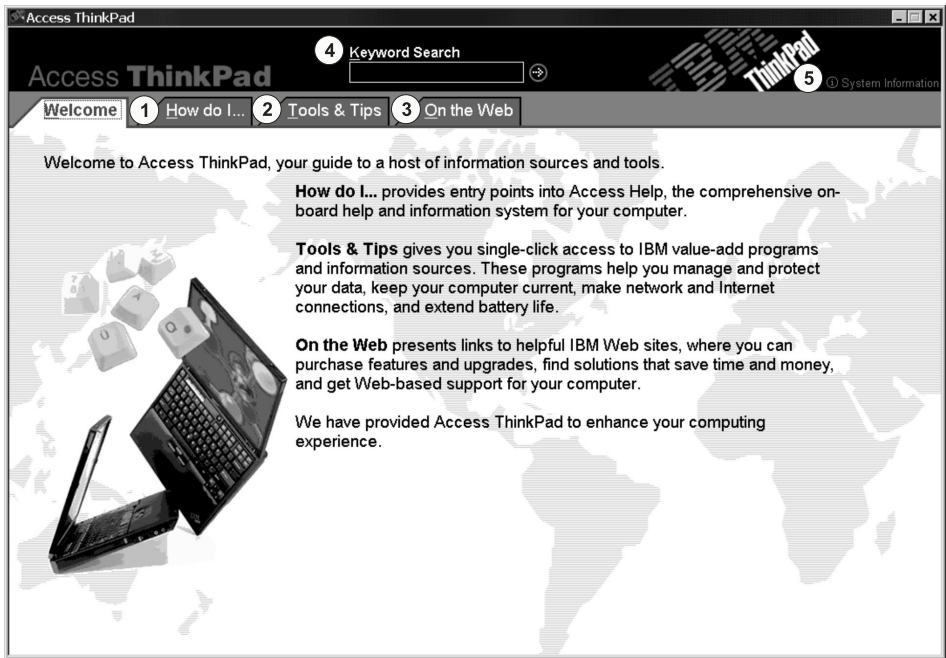 Access ThinkPad
4 Keyword Search
IBM
ThinkPad
Access ThinkPad
5 System Information
Welcome 1 How do I... 2 Tools & Tips 3 On the Web
Welcome to Access ThinkPad, your guide to a host of information sources and tools.
How do I... provides entry points into Access Help, the comprehensive on-
board help and information system for your computer.
Tools & Tips gives you single-click access to IBM value-add programs
and information sources. These programs help you manage and protect
your data, keep your computer current, make network and Internet
connections, and extend battery life.
On the Web presents links to helpful IBM Web sites, where you can
purchase features and upgrades, find solutions that save time and money,
and get Web-based support for your computer.
We have provided Access ThinkPad to enhance your computing
experience.